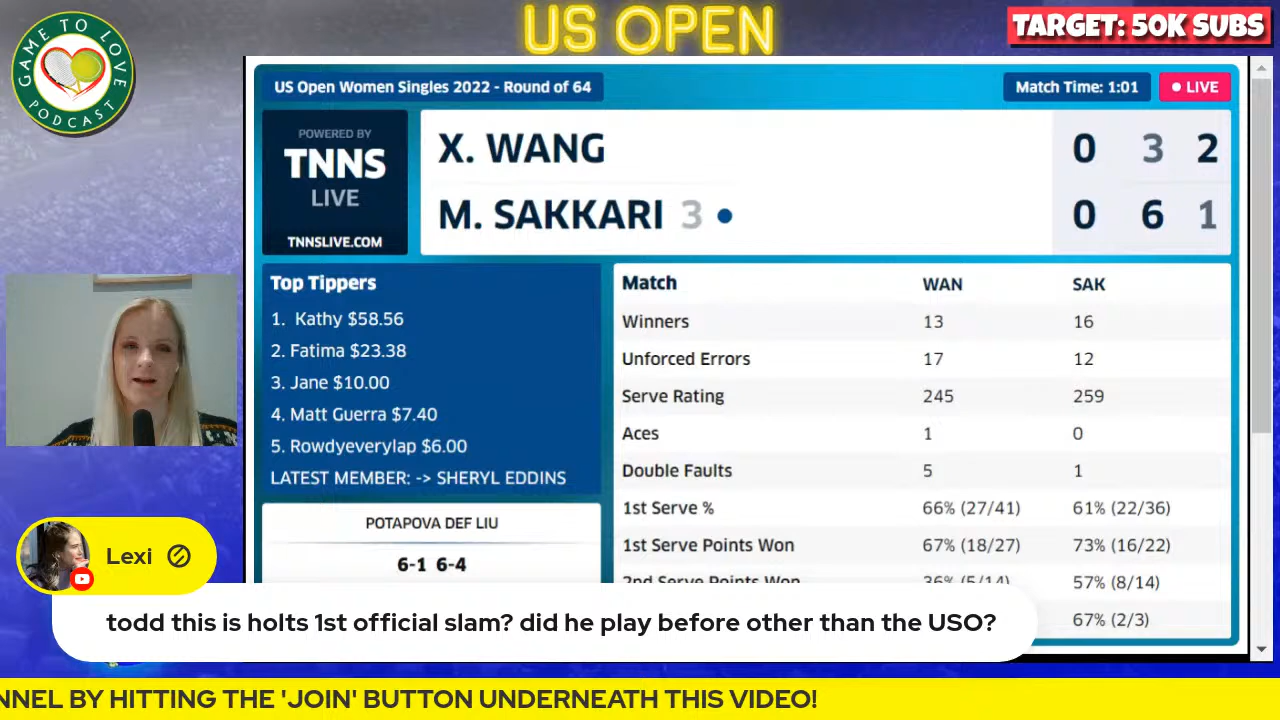 GAME TO LOVE
PODCAST
US OPEN
TARGET: 50K SUBS
US Open Women Singles 2022 - Round of 64
Match Time: 1:01
LIVE
POWERED BY
TNNS
LIVE
TNNSLIVE.COM
X. WANG 0 3 2
M. SAKKARI 3 0 6 1
Top Tippers
1. Kathy $58.56
2. Fatima $23.38
3. Jane $10.00
4. Matt Guerra $7.40
5. Rowdyeverylap $6.00
LATEST MEMBER: -> SHERYL EDDINS
POTAPOVA DEF LIU
6-1 6-4
Match WAN SAK
Winners 13 16
Unforced Errors 17 12
Serve Rating 245 259
Aces 1 0
Double Faults 5 1
1st Serve % 66% (27/41) 61% (22/36)
1st Serve Points Won 67% (18/27) 73% (16/22)
2nd Serve Points Won 36% (5/14) 57% (8/14)
67% (2/3)
Lexi
todd this is holts 1st official slam? did he play before other than the USO?
NNEL BY HITTING THE 'JOIN' BUTTON UNDERNEATH THIS VIDEO!